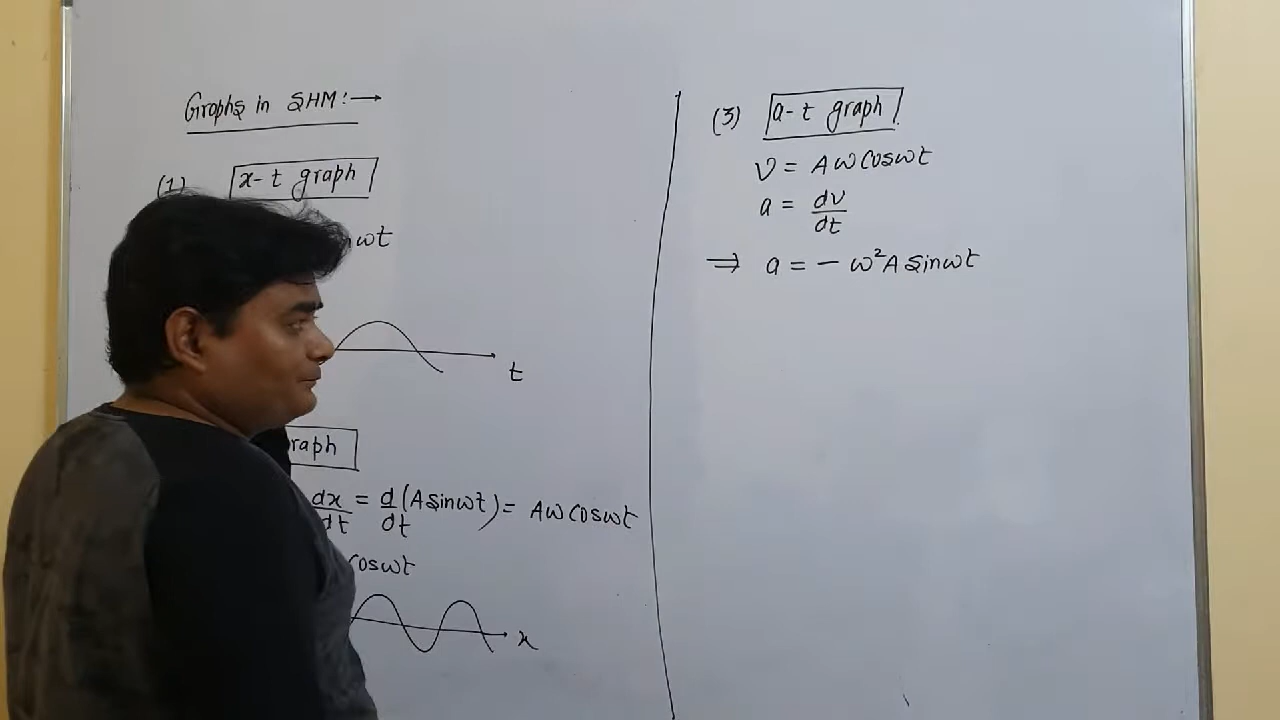 Graphs in SHM:→
(1) x-t graph
ωt
t
graph
dx/dt = d/dt (A sinωt) = Aω cosωt
cosωt
x
(3) a-t graph
v = Aω cosωt
a = dv/dt
⇒ a = - ω²A sinωt